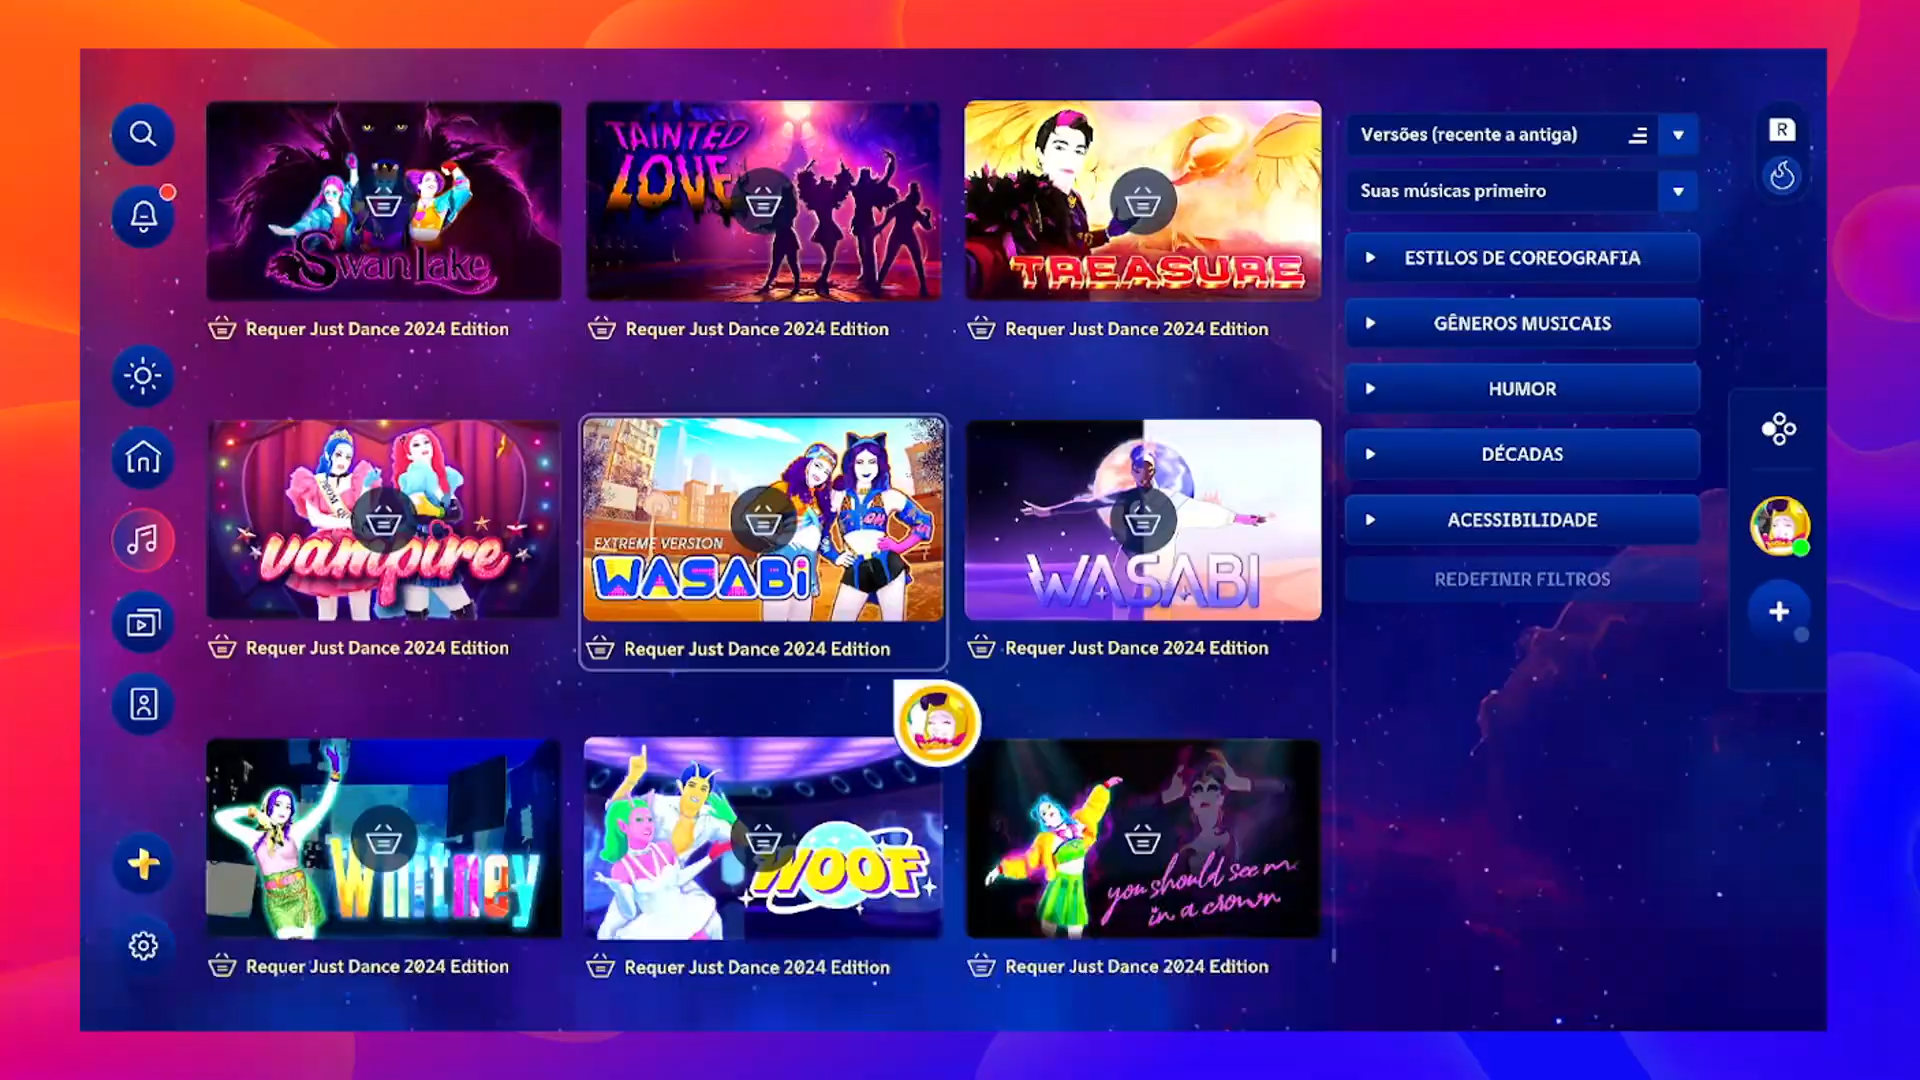 Swan Lake
TAINTED
LOVE
TREASURE
Requer Just Dance 2024 Edition
Requer Just Dance 2024 Edition
Requer Just Dance 2024 Edition
vampire
EXTREME VERSION
WASABi
WASABI
Requer Just Dance 2024 Edition
Requer Just Dance 2024 Edition
Requer Just Dance 2024 Edition
Whitney
WOOF
you should see me
in a crown
Requer Just Dance 2024 Edition
Requer Just Dance 2024 Edition
Requer Just Dance 2024 Edition
Versões (recente a antiga)
Suas músicas primeiro
ESTILOS DE COREOGRAFIA
GÊNEROS MUSICAIS
HUMOR
DÉCADAS
ACESSIBILIDADE
REDEFINIR FILTROS
R